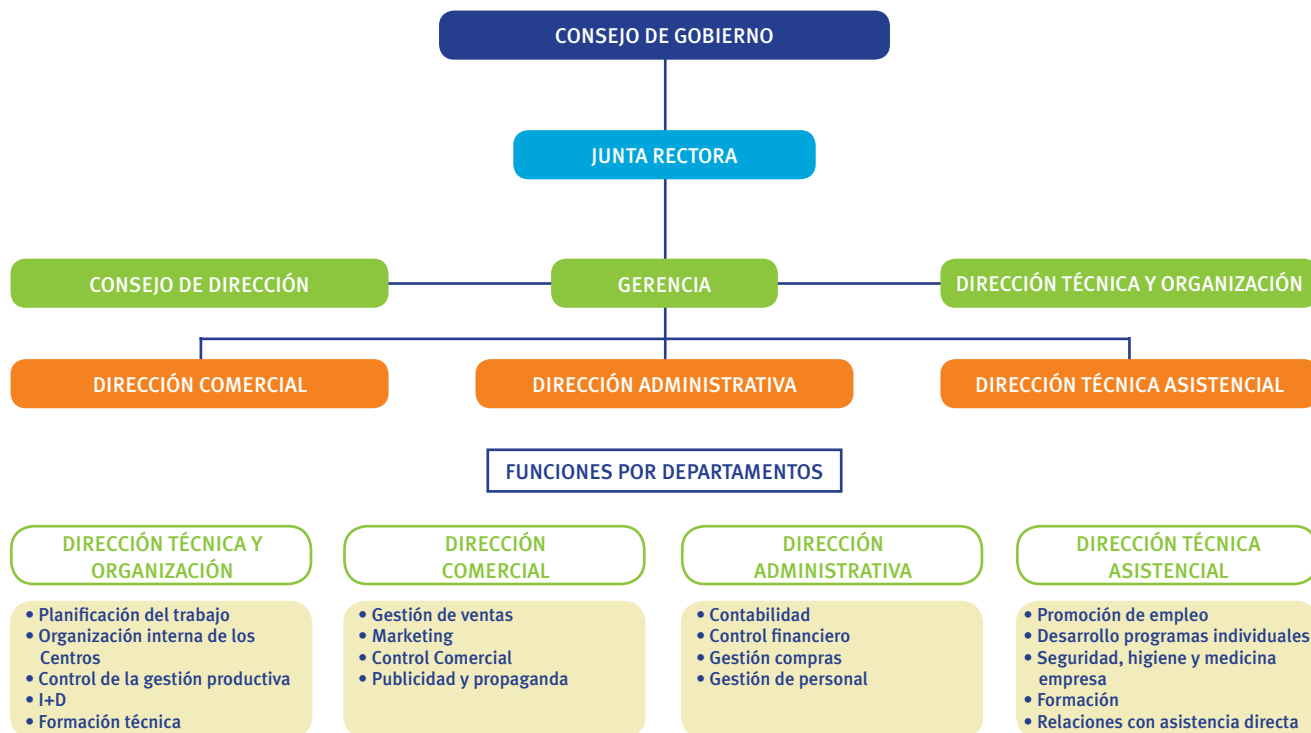 CONSEJO DE GOBIERNO
JUNTA RECTORA
CONSEJO DE DIRECCIÓN
GERENCIA
DIRECCIÓN TÉCNICA Y ORGANIZACIÓN
DIRECCIÓN COMERCIAL
DIRECCIÓN ADMINISTRATIVA
DIRECCIÓN TÉCNICA ASISTENCIAL
FUNCIONES POR DEPARTAMENTOS
DIRECCIÓN TÉCNICA Y
ORGANIZACIÓN
• Planificación del trabajo
• Organización interna de los
Centros
• Control de la gestión productiva
• I+D
• Formación técnica
DIRECCIÓN
COMERCIAL
• Gestión de ventas
• Marketing
• Control Comercial
• Publicidad y propaganda
DIRECCIÓN
ADMINISTRATIVA
• Contabilidad
• Control financiero
• Gestión compras
• Gestión de personal
DIRECCIÓN TÉCNICA
ASISTENCIAL
• Promoción de empleo
• Desarrollo programas individuales
• Seguridad, higiene y medicina
empresa
• Formación
• Relaciones con asistencia directa